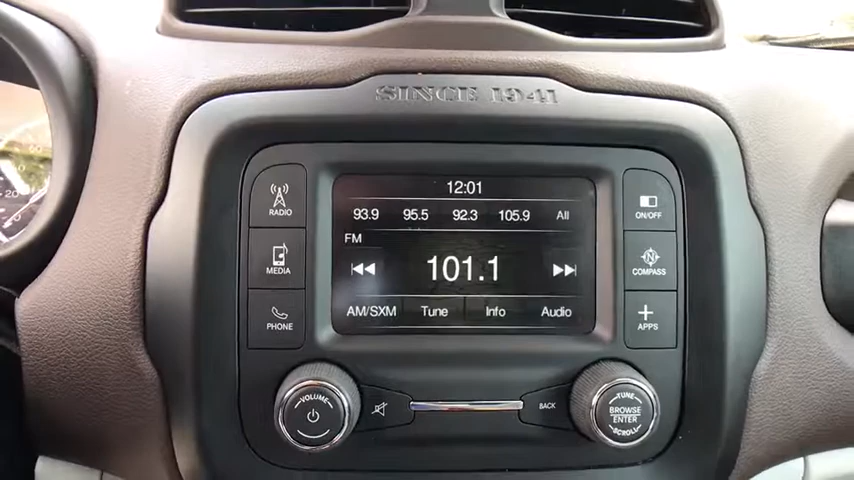 SINCE 1941
12:01
RADIO
93.9 95.5 92.3 105.9 All
ON/OFF
FM
MEDIA
101.1
N
COMPASS
PHONE
AM/SXM Tune Info Audio
APPS
VOLUME
BACK
TUNE
BROWSE
ENTER
SCROLL
20